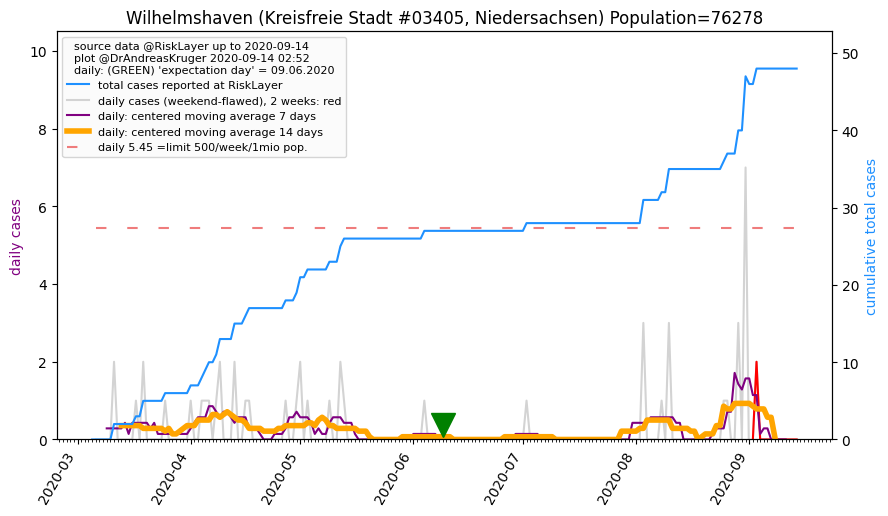 Wilhelmshaven (Kreisfreie Stadt #03405, Niedersachsen) Population=76278
source data @RiskLayer up to 2020-09-14
plot @DrAndreasKruger 2020-09-14 02:52
daily: (GREEN) 'expectation day' = 09.06.2020
total cases reported at RiskLayer
daily cases (weekend-flawed), 2 weeks: red
daily: centered moving average 7 days
daily: centered moving average 14 days
daily 5.45 =limit 500/week/1mio pop.
daily cases
10
8
6
4
2
0
cumulative total cases
50
40
30
20
10
0
2020-03
2020-04
2020-05
2020-06
2020-07
2020-08
2020-09